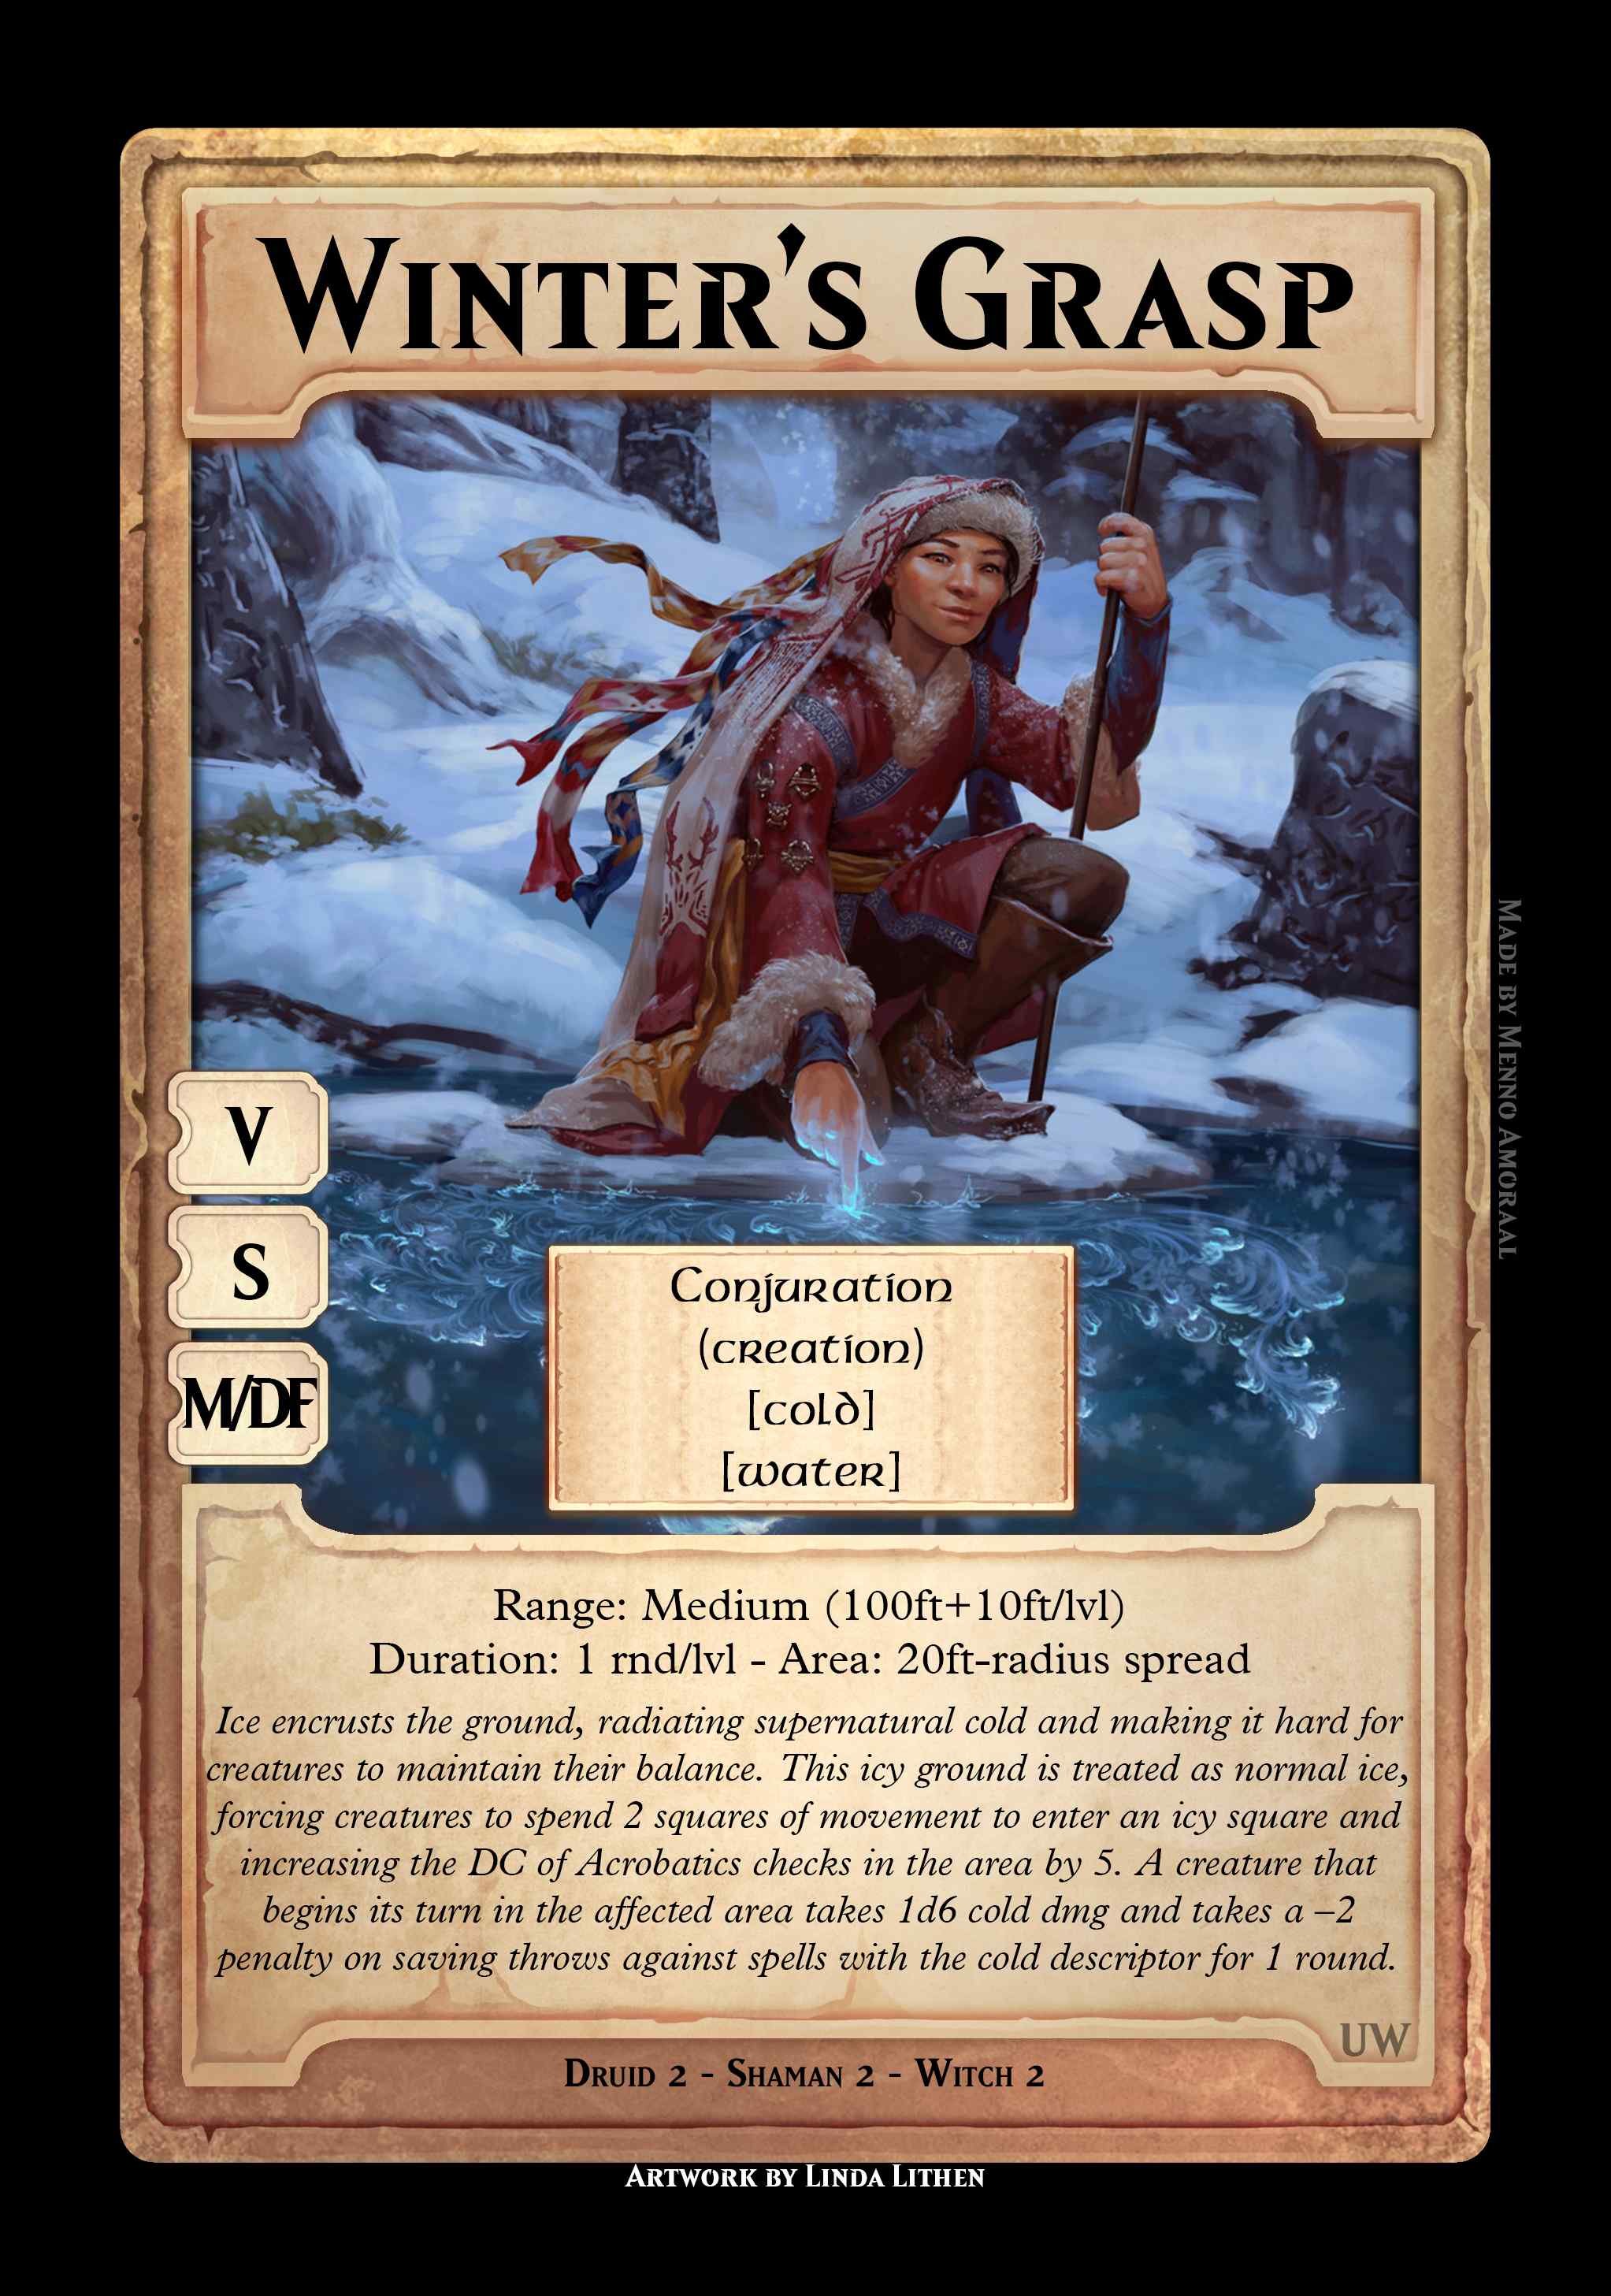 Winter's Grasp
V
S
M/DF
Conjuration
(creation)
[cold]
[water]
Range: Medium (100ft+10ft/lvl)
Duration: 1 rnd/lvl - Area: 20ft-radius spread
Ice encrusts the ground, radiating supernatural cold and making it hard for
creatures to maintain their balance. This icy ground is treated as normal ice,
forcing creatures to spend 2 squares of movement to enter an icy square and
increasing the DC of Acrobatics checks in the area by 5. A creature that
begins its turn in the affected area takes 1d6 cold dmg and takes a –2
penalty on saving throws against spells with the cold descriptor for 1 round.
UW
Druid 2 - Shaman 2 - Witch 2
Artwork by Linda Lithen
Made by Menno Amoraal